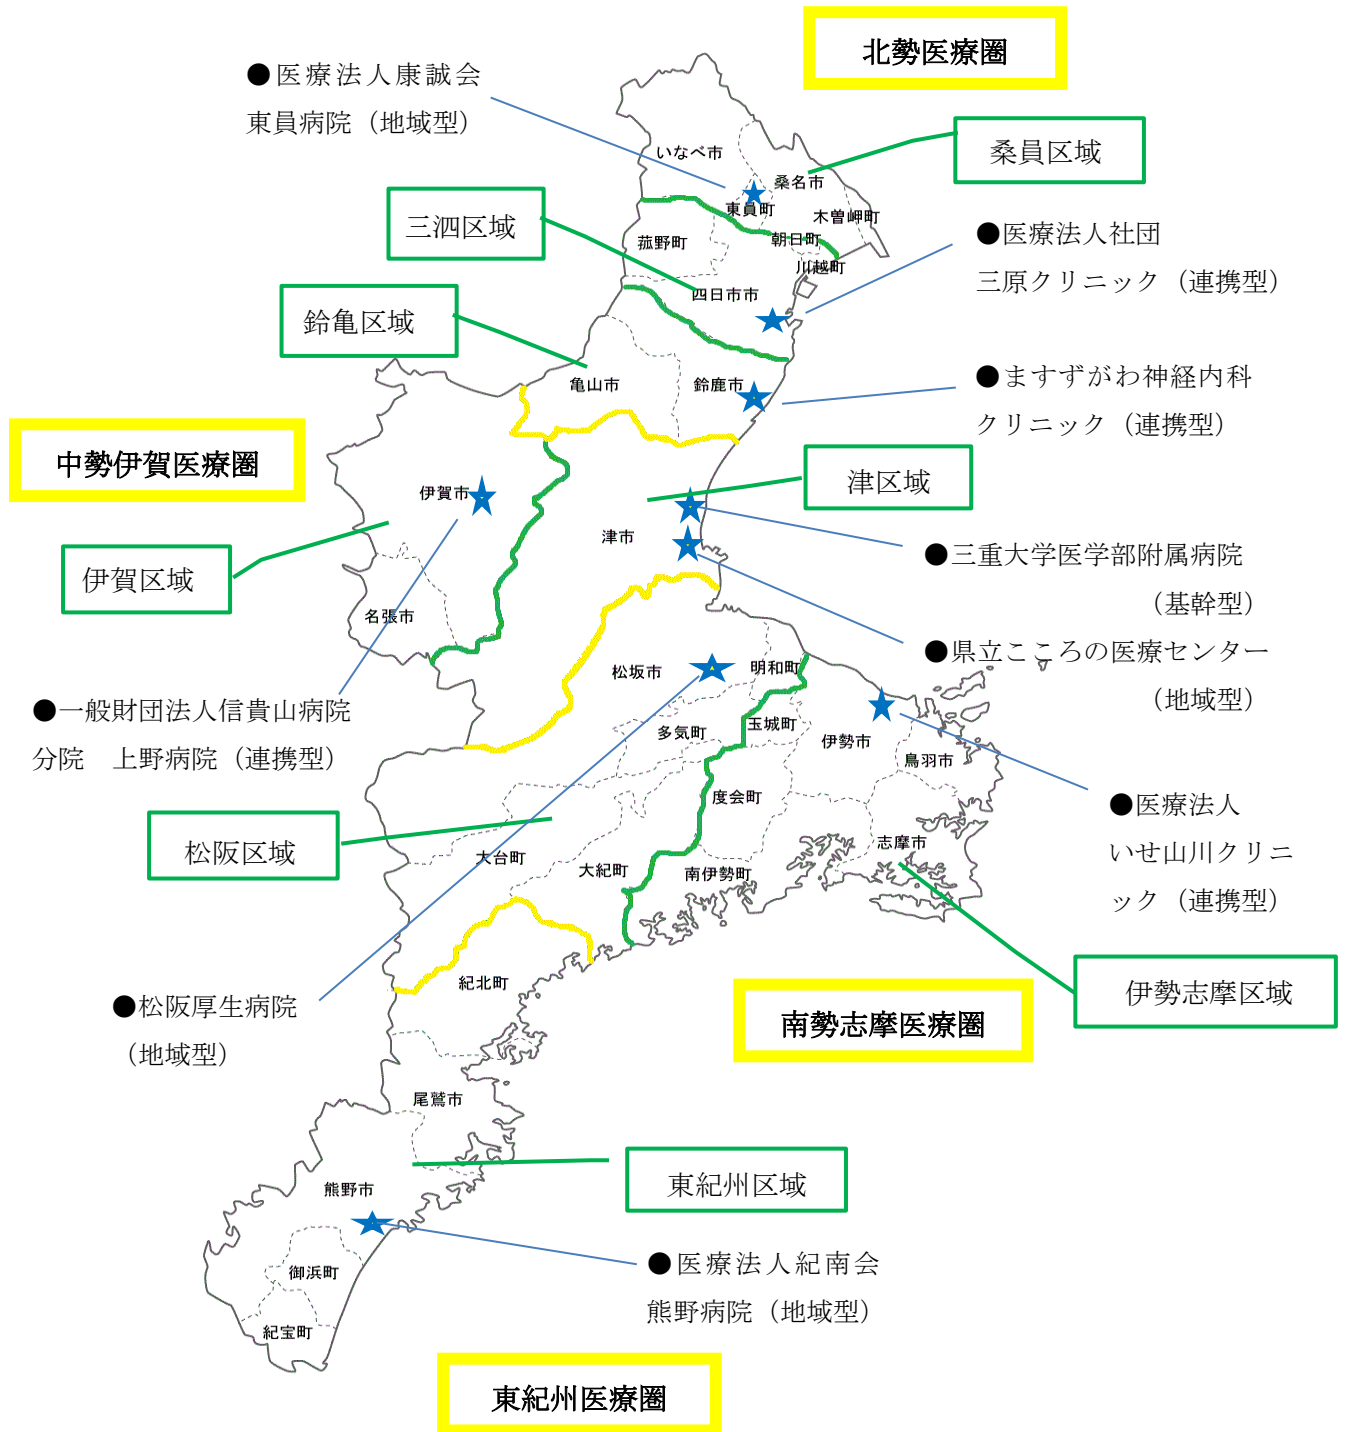 北勢医療圏
●医療法人康誠会
東員病院（地域型）
桑員区域
いなべ市
桑名市
東員町
木曽岬町
三泗区域
菰野町
朝日町
川越町
●医療法人社団
三原クリニック（連携型）
四日市市
鈴亀区域
亀山市
鈴鹿市
●ますずがわ神経内科
クリニック（連携型）
中勢伊賀医療圏
伊賀市
津区域
津市
伊賀区域
名張市
●三重大学医学部附属病院
（基幹型）
●県立こころの医療センター
（地域型）
松坂市
明和町
●一般財団法人信貴山病院
分院　上野病院（連携型）
多気町
玉城町
伊勢市
鳥羽市
度会町
●医療法人
いせ山川クリニ
ック（連携型）
松阪区域
大台町
大紀町
南伊勢町
志摩市
紀北町
伊勢志摩区域
●松阪厚生病院
（地域型）
南勢志摩医療圏
尾鷲市
東紀州区域
熊野市
●医療法人紀南会
熊野病院（地域型）
御浜町
紀宝町
東紀州医療圏